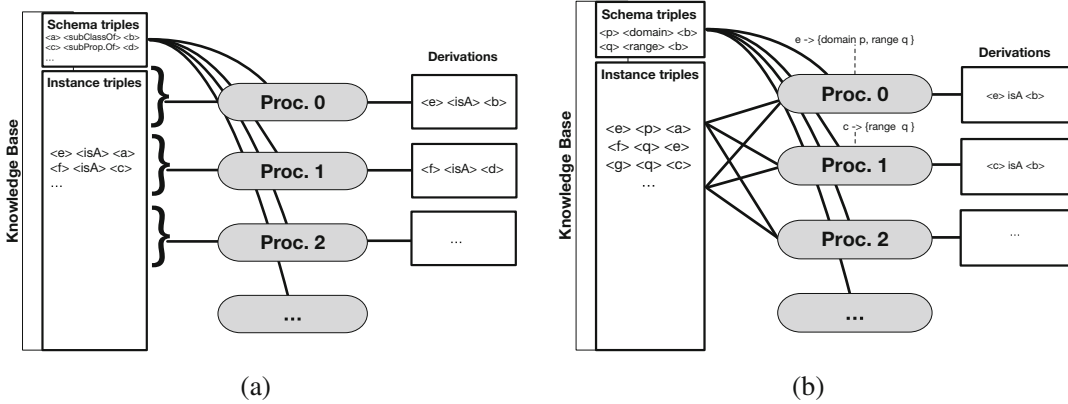 Knowledge Base
Schema triples
<a> <subClassOf> <b>
<c> <subProp.Of> <d>
...
Instance triples
<e> <isA> <a>
<f> <isA> <c>
...
Proc. 0
Proc. 1
Proc. 2
...
Derivations
<e> <isA> <b>
<f> <isA> <d>
...
(a)
Knowledge Base
Schema triples
<p> <domain> <b>
<q> <range> <b>
...
Instance triples
<e> <p> <a>
<f> <q> <e>
<g> <q> <c>
...
e -> {domain p, range q }
Proc. 0
c -> {range q }
Proc. 1
Proc. 2
...
Derivations
<e> isA <b>
<c> isA <b>
...
(b)